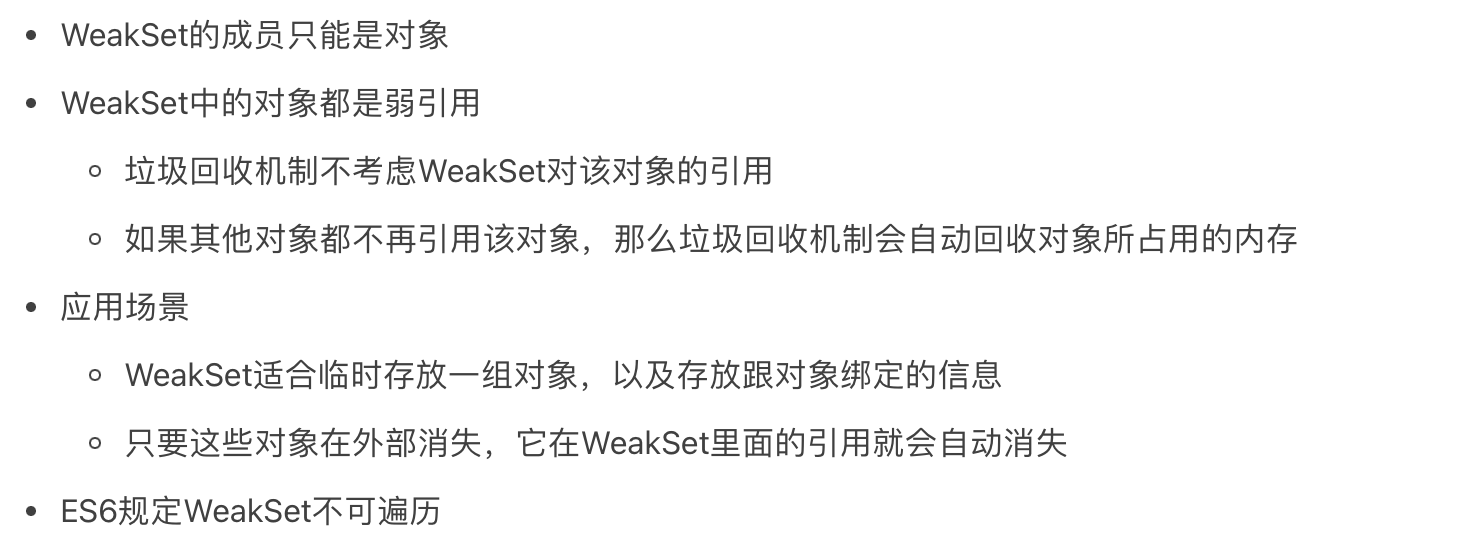 WeakSet的成员只能是对象
WeakSet中的对象都是弱引用
垃圾回收机制不考虑WeakSet对该对象的引用
如果其他对象都不再引用该对象，那么垃圾回收机制会自动回收对象所占用的内存
应用场景
WeakSet适合临时存放一组对象，以及存放跟对象绑定的信息
只要这些对象在外部消失，它在WeakSet里面的引用就会自动消失
ES6规定WeakSet不可遍历